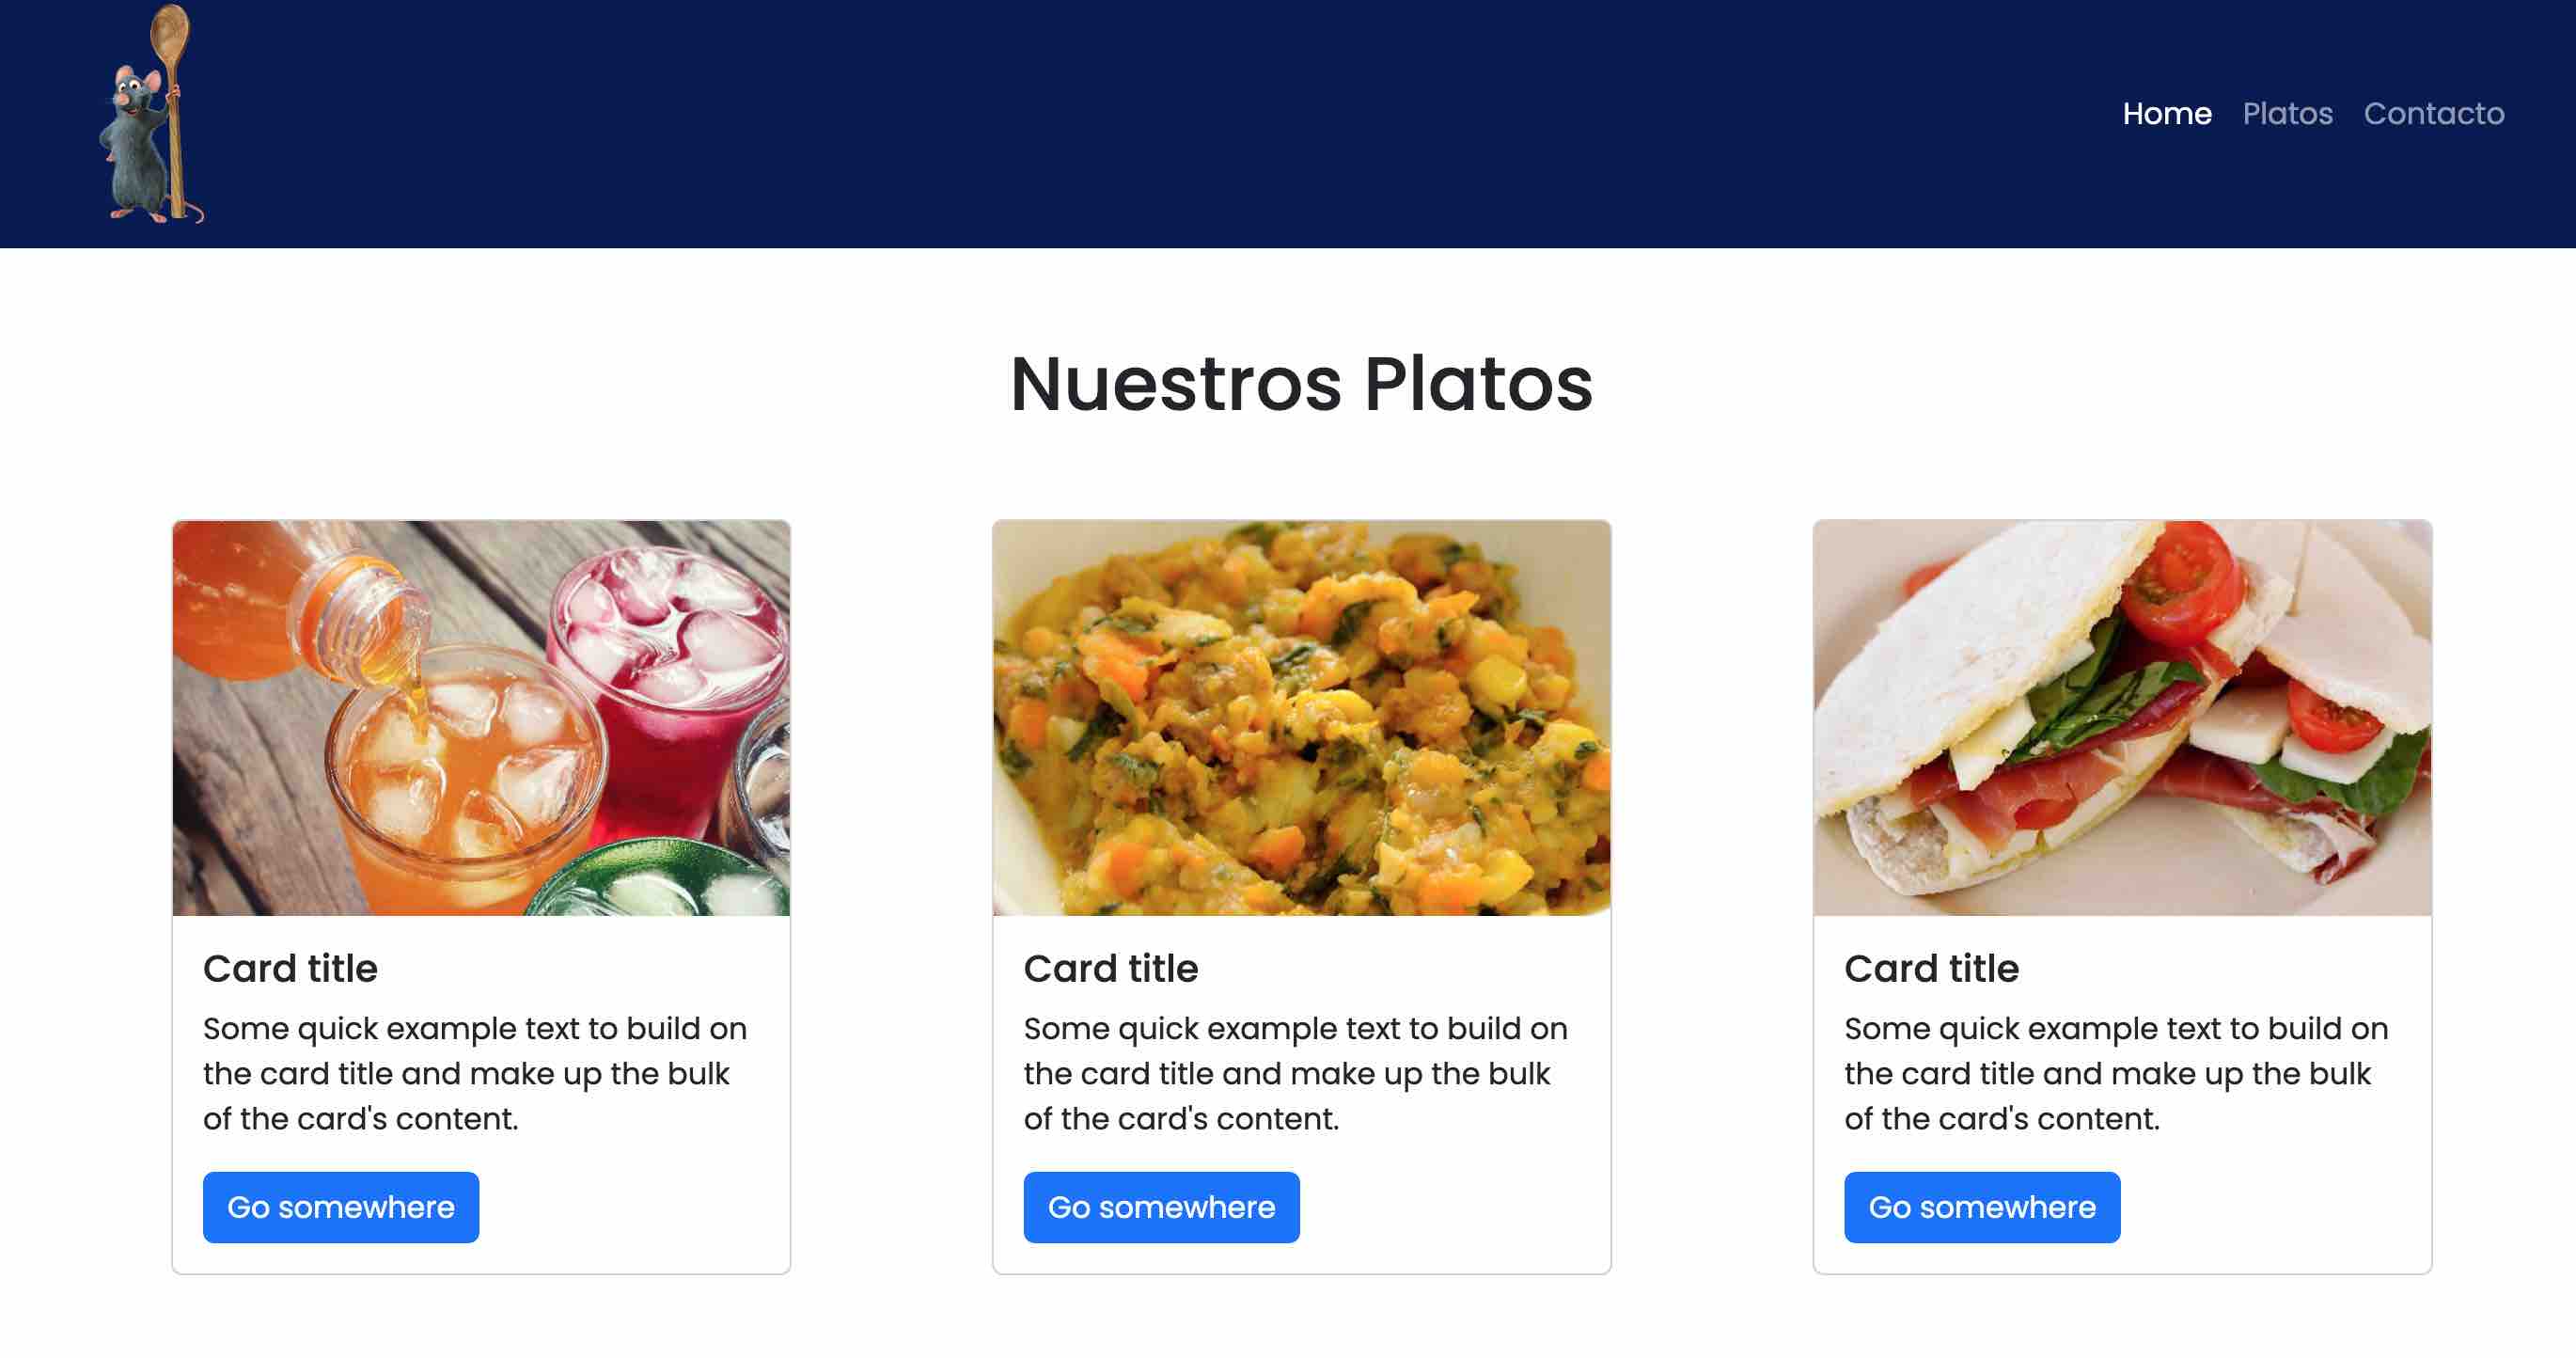 Home Platos Contacto
Nuestros Platos
Card title
Some quick example text to build on
the card title and make up the bulk
of the card's content.
Go somewhere
Card title
Some quick example text to build on
the card title and make up the bulk
of the card's content.
Go somewhere
Card title
Some quick example text to build on
the card title and make up the bulk
of the card's content.
Go somewhere